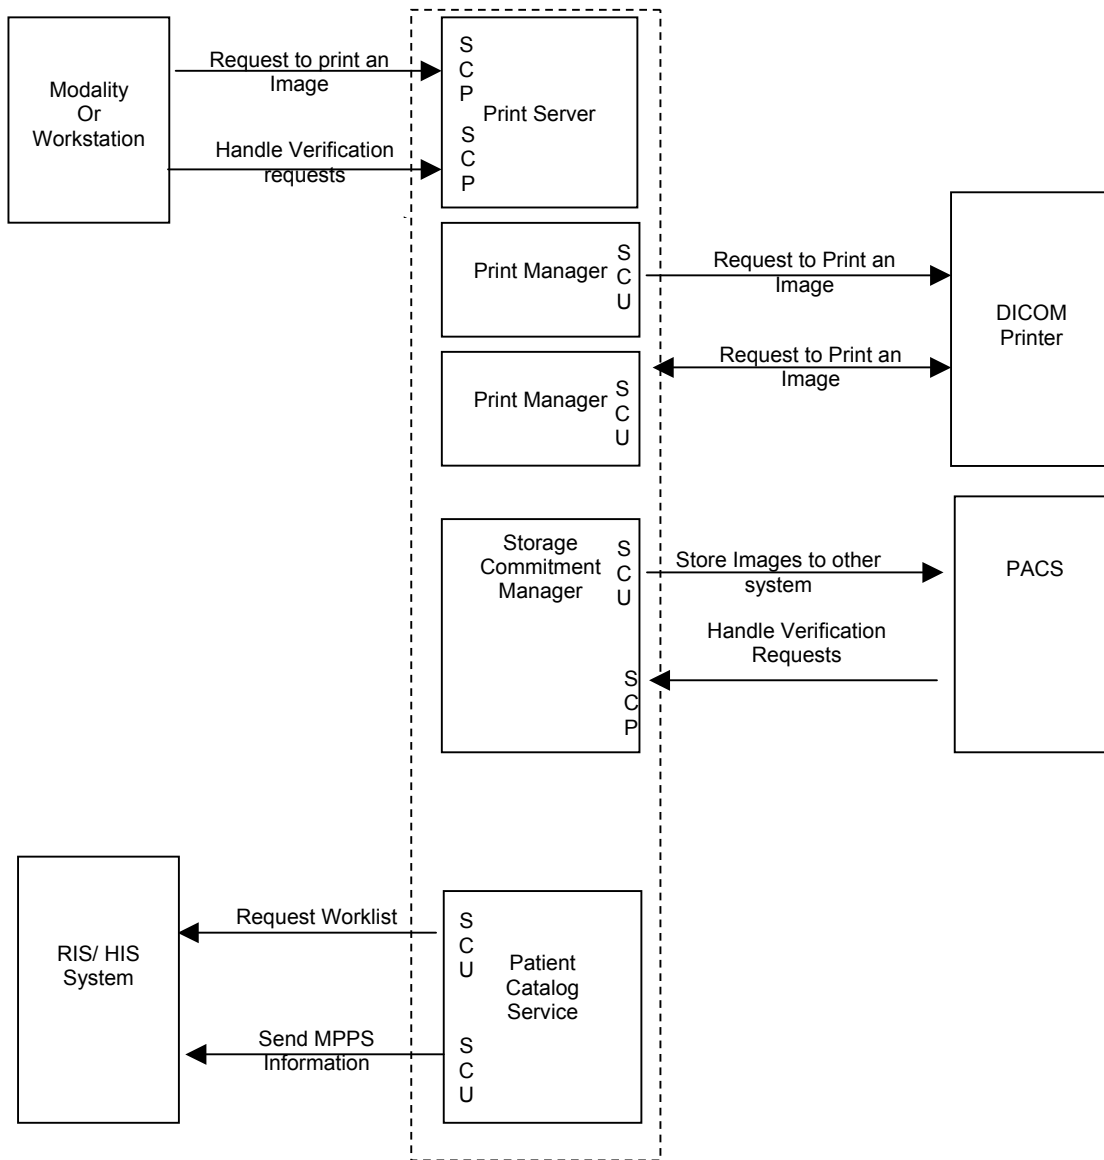 Modality
Or
Workstation
Request to print an
Image
Handle Verification
requests
S
C
P
S
C
P
Print Server
Print Manager
S
C
U
Request to Print an
Image
DICOM
Printer
Print Manager
S
C
U
Request to Print an
Image
Storage
Commitment
Manager
S
C
U
S
C
P
Store Images to other
system
Handle Verification
Requests
PACS
RIS/ HIS
System
Request Worklist
Send MPPS
Information
S
C
U
S
C
U
Patient
Catalog
Service